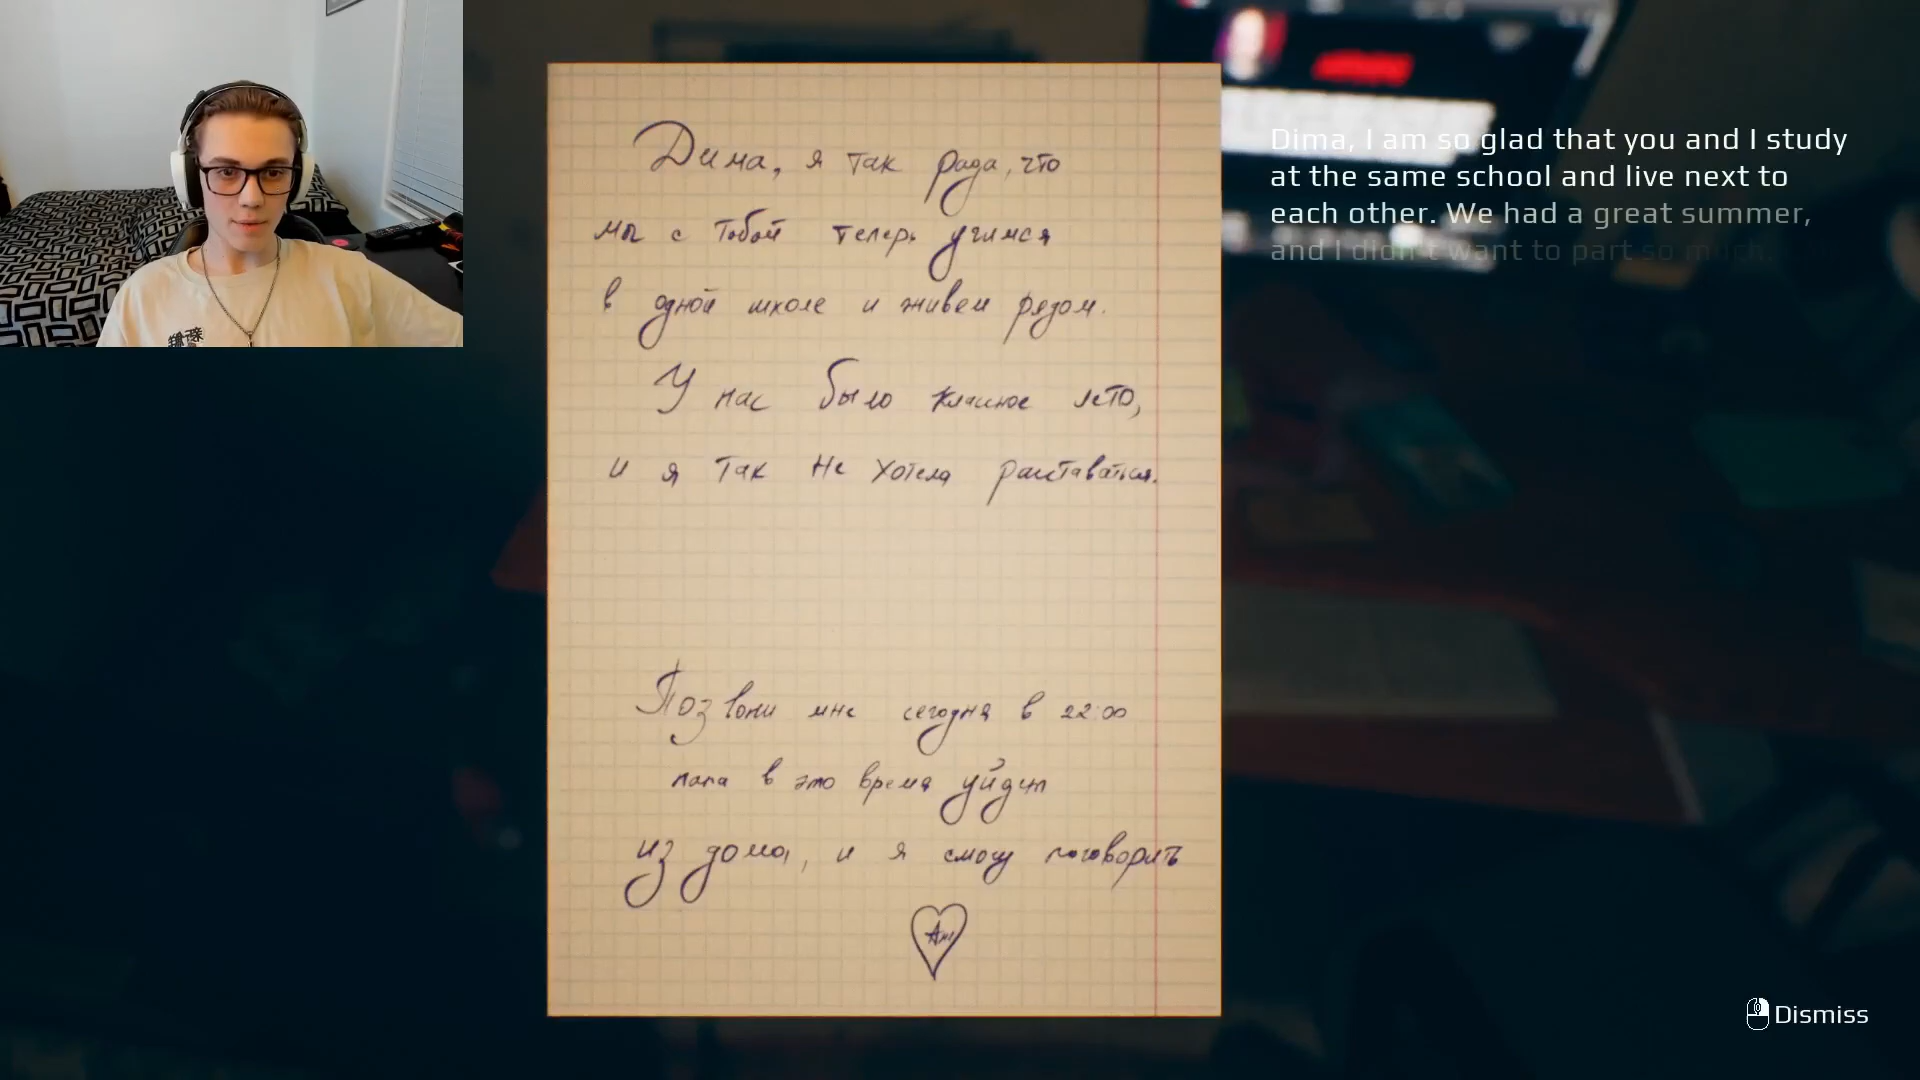 Дима, я так рада, что
мы с тобой теперь учимся
в одной школе и живем рядом.
У нас было классное лето,
и я так не хотела расставаться.
Позвони мне сегодня в 22:00
папа в это время уйдут
из дома, и я смогу поговорить
Аня
Dima, I am so glad that you and I study
at the same school and live next to
each other. We had a great summer,
and I didn't want to part so much.
Dismiss